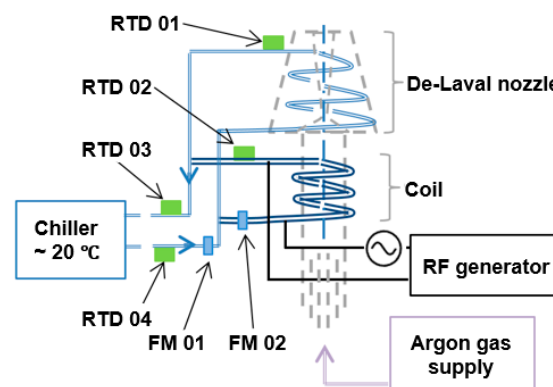 RTD 01
RTD 02
De-Laval nozzle
RTD 03
Coil
Chiller
~ 20 °C
RF generator
RTD 04
FM 01
FM 02
Argon gas
supply